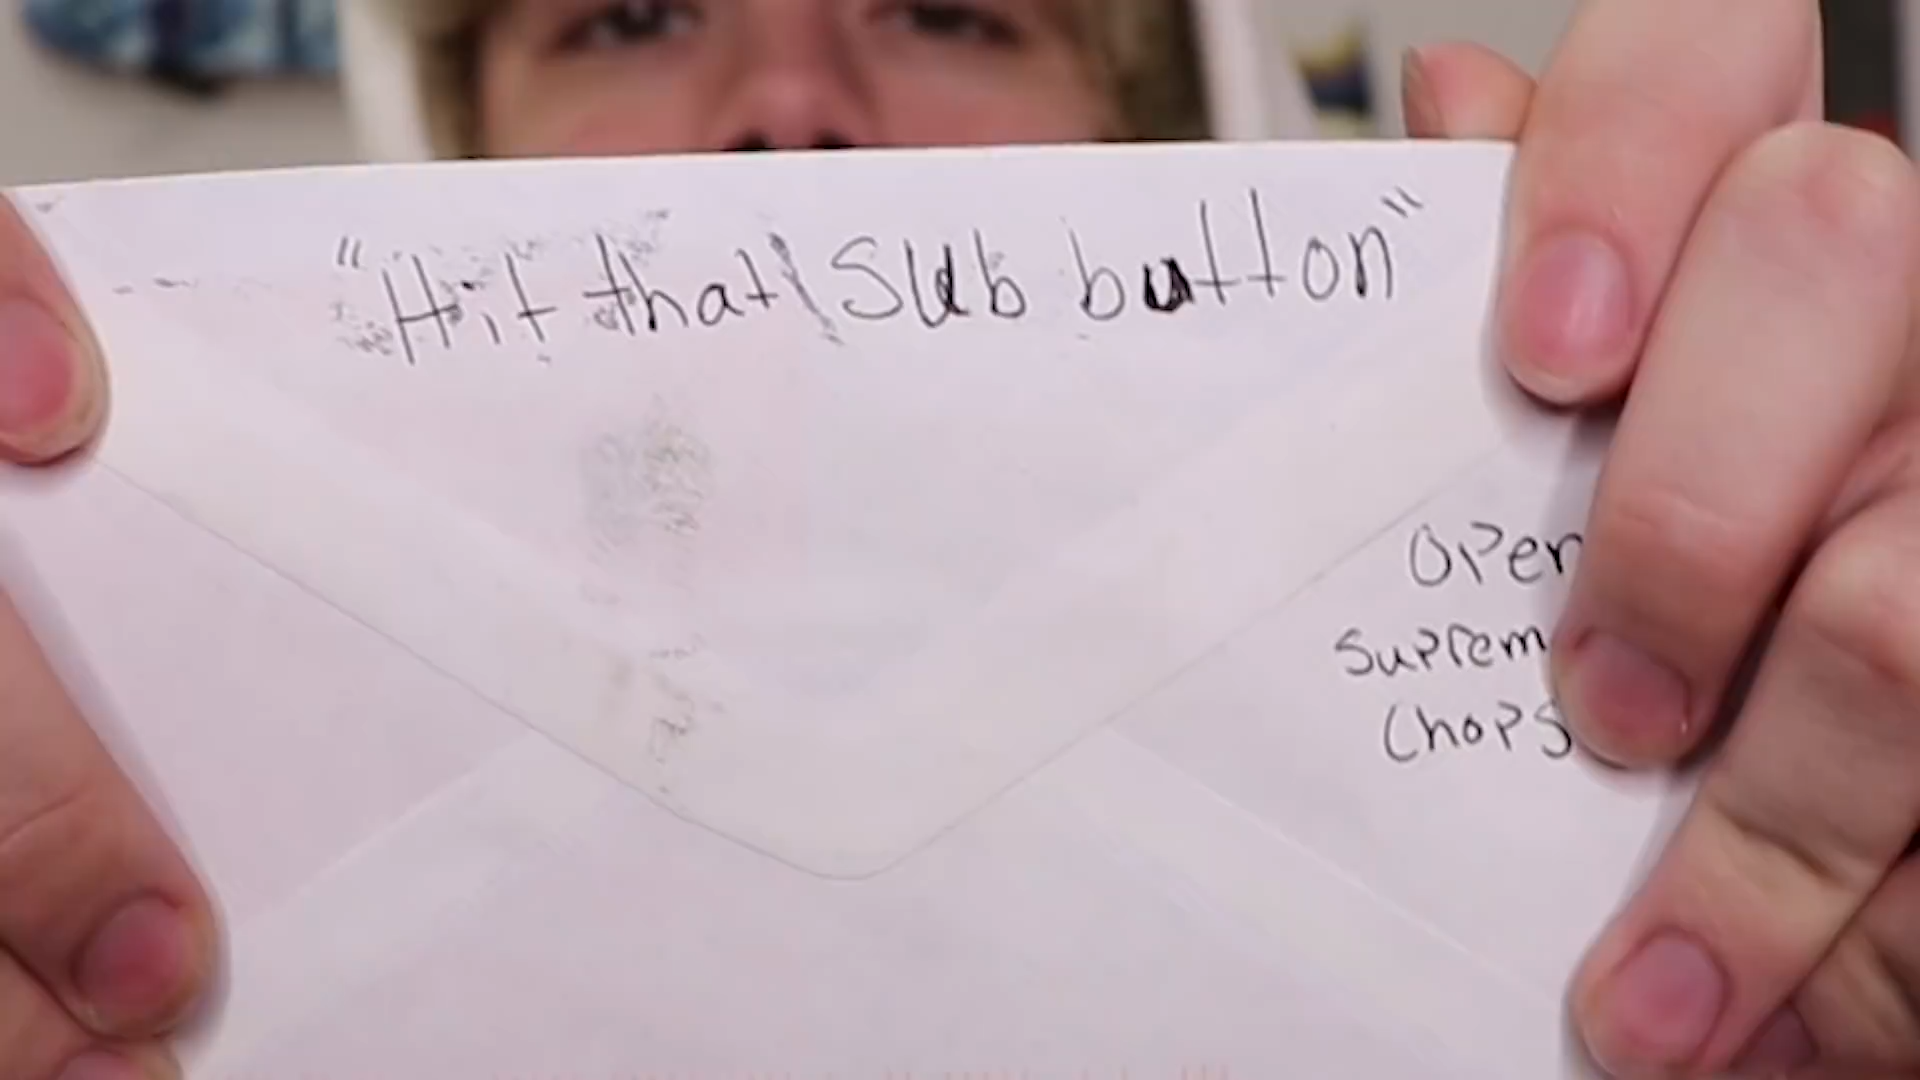 "Hit that sub button"
Open
Suprem
Chops